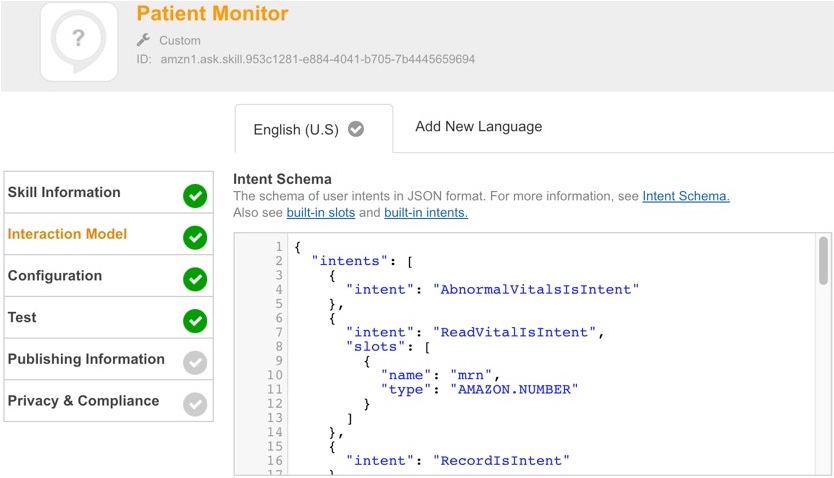 Patient Monitor
?
Custom
ID: amzn1.ask.skill.953c1281-e884-4041-b705-7b4445659694
English (U.S)
Add New Language
Skill Information
Interaction Model
Configuration
Test
Publishing Information
Privacy & Compliance
Intent Schema
The schema of user intents in JSON format. For more information, see Intent Schema.
Also see built-in slots and built-in intents.
1 {
2 "intents": [
3 {
4 "intent": "AbnormalVitalsIsIntent"
5 },
6 {
7 "intent": "ReadVitalIsIntent",
8 "slots": [
9 {
10 "name": "mrn",
11 "type": "AMAZON.NUMBER"
12 }
13 ]
14 },
15 {
16 "intent": "RecordIsIntent"
17 }